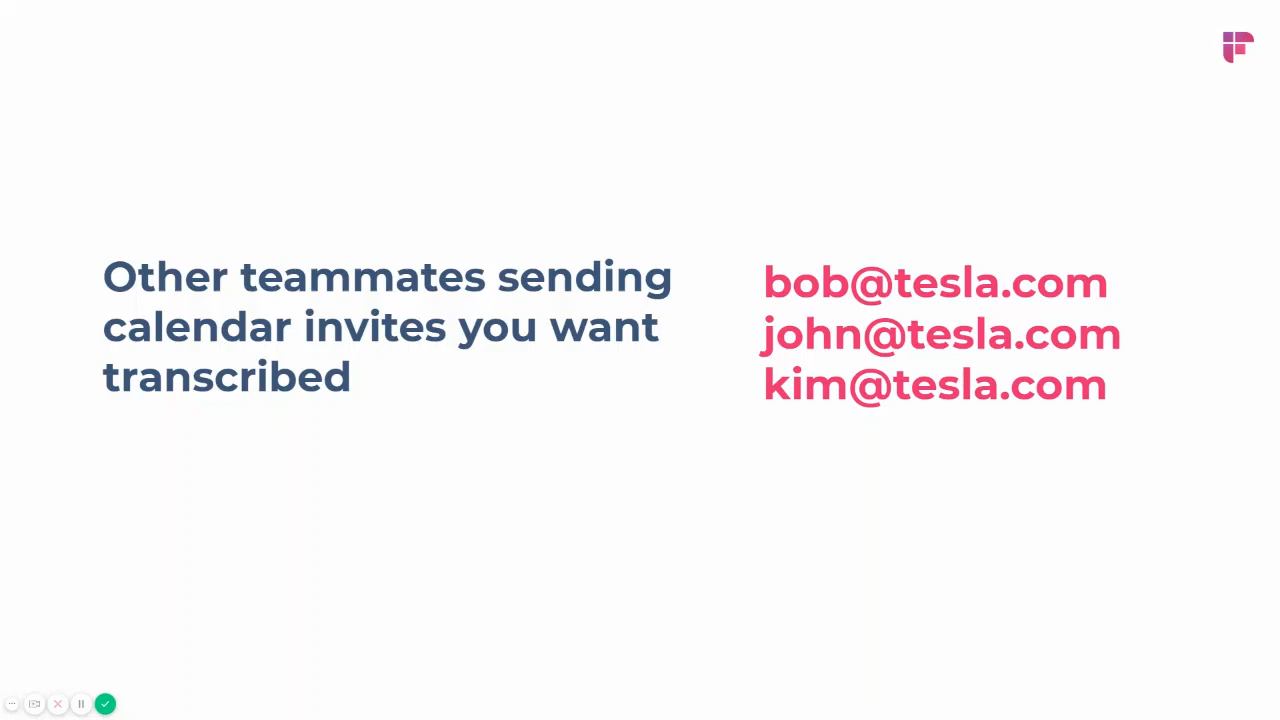 Other teammates sending
calendar invites you want
transcribed
bob@tesla.com
john@tesla.com
kim@tesla.com